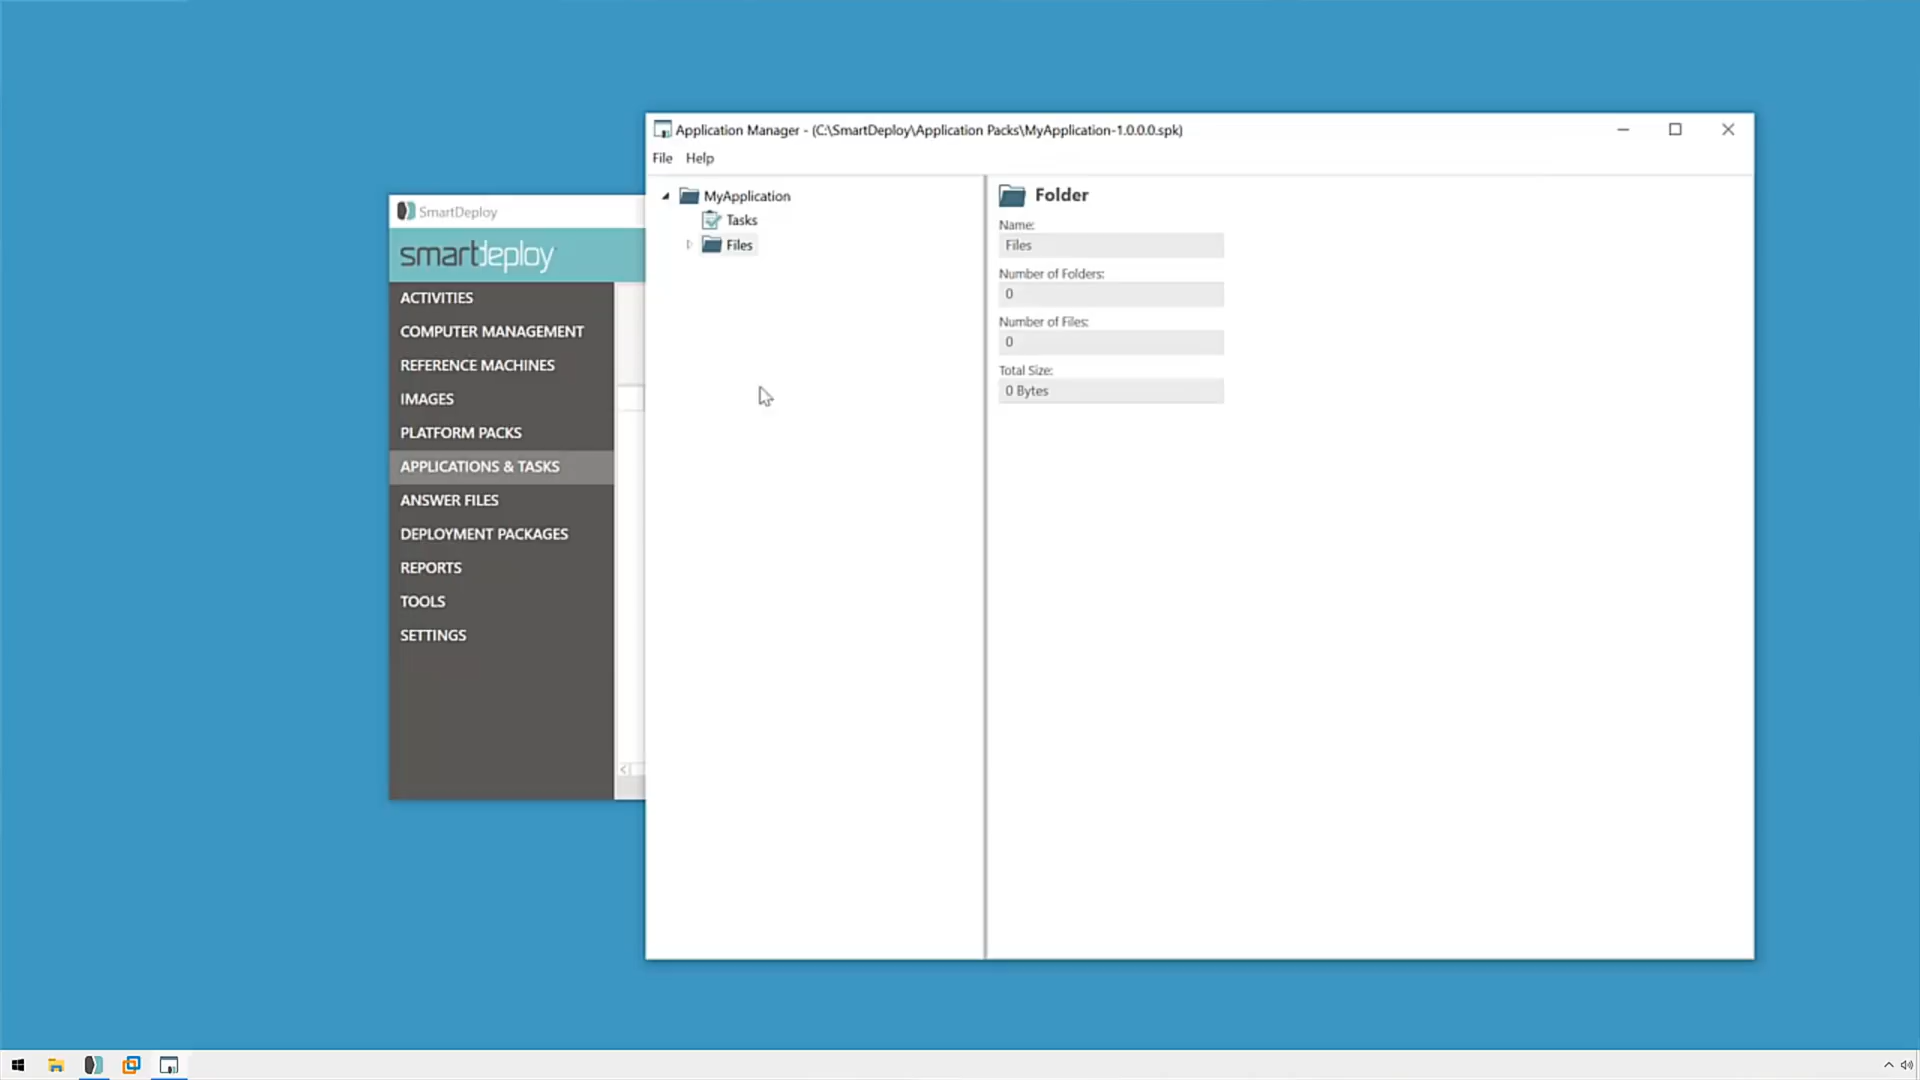 Application Manager - (C:\SmartDeploy\Application Packs\MyApplication-1.0.0.0.spk)
File Help
MyApplication
Tasks
Files
Folder
Name:
Files
Number of Folders:
0
Number of Files:
0
Total Size:
0 Bytes
SmartDeploy
smartdeploy
ACTIVITIES
COMPUTER MANAGEMENT
REFERENCE MACHINES
IMAGES
PLATFORM PACKS
APPLICATIONS & TASKS
ANSWER FILES
DEPLOYMENT PACKAGES
REPORTS
TOOLS
SETTINGS